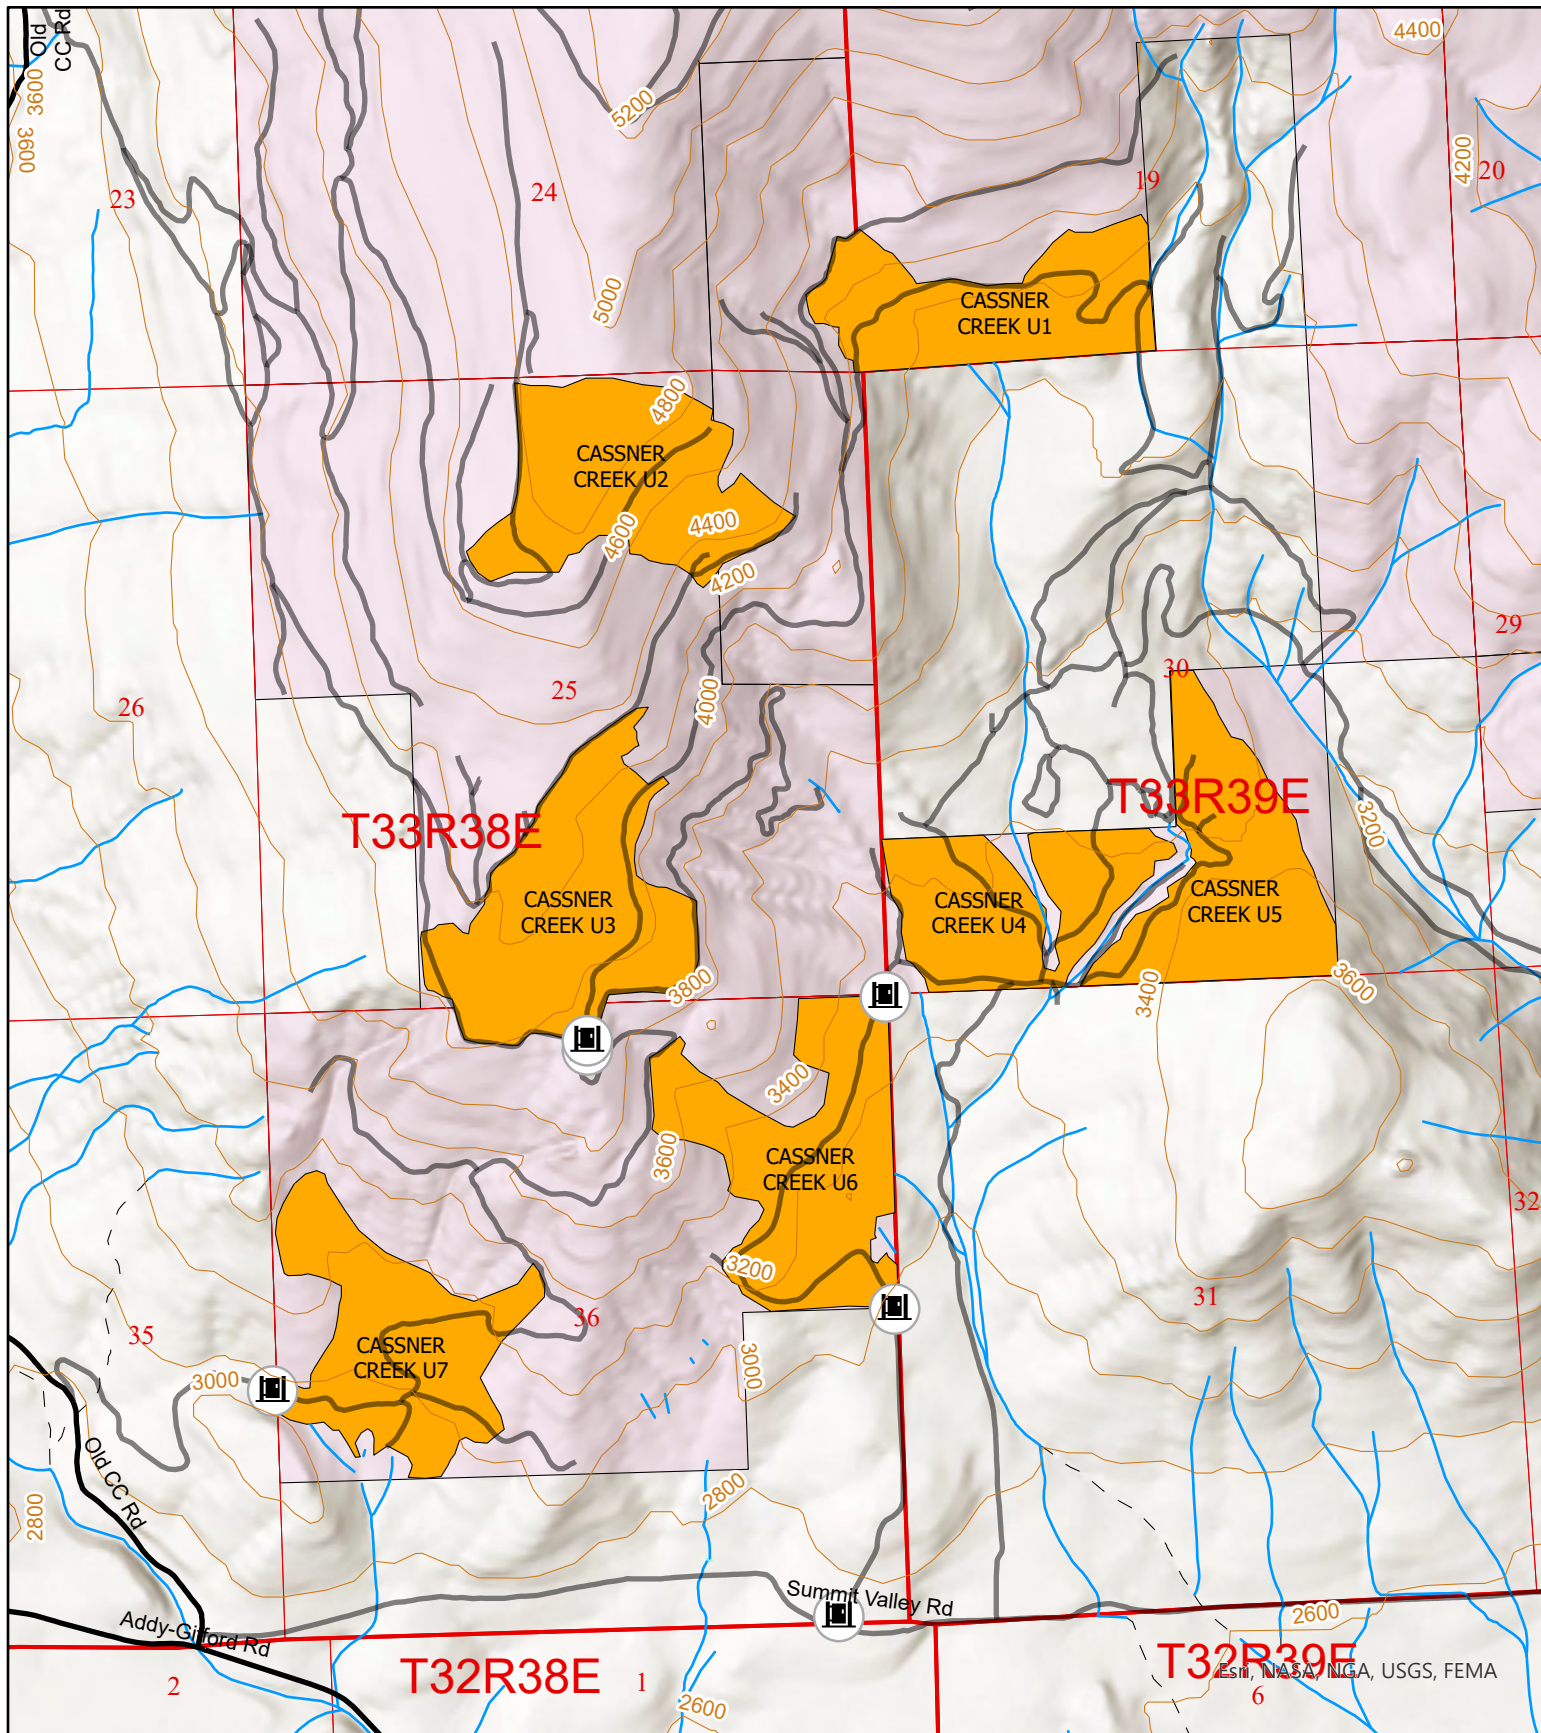 Old
CC Rd
3600
3600
4400
5200
4200
23
24
19
20
5000
CASSNER
CREEK U1
4800
CASSNER
CREEK U2
4600
4400
4200
29
30
25
26
4000
T33R38E
T33R39E
3200
CASSNER
CREEK U3
CASSNER
CREEK U4
CASSNER
CREEK U5
3800
3400
3600
3400
3600
CASSNER
CREEK U6
32
3200
31
36
35
CASSNER
CREEK U7
3000
3000
Old CC Rd
2800
2800
Summit Valley Rd
2600
Addy-Gifford Rd
T32R38E
1
2
T32R39E
Esri, NASA, NGA, USGS, FEMA
6
2600